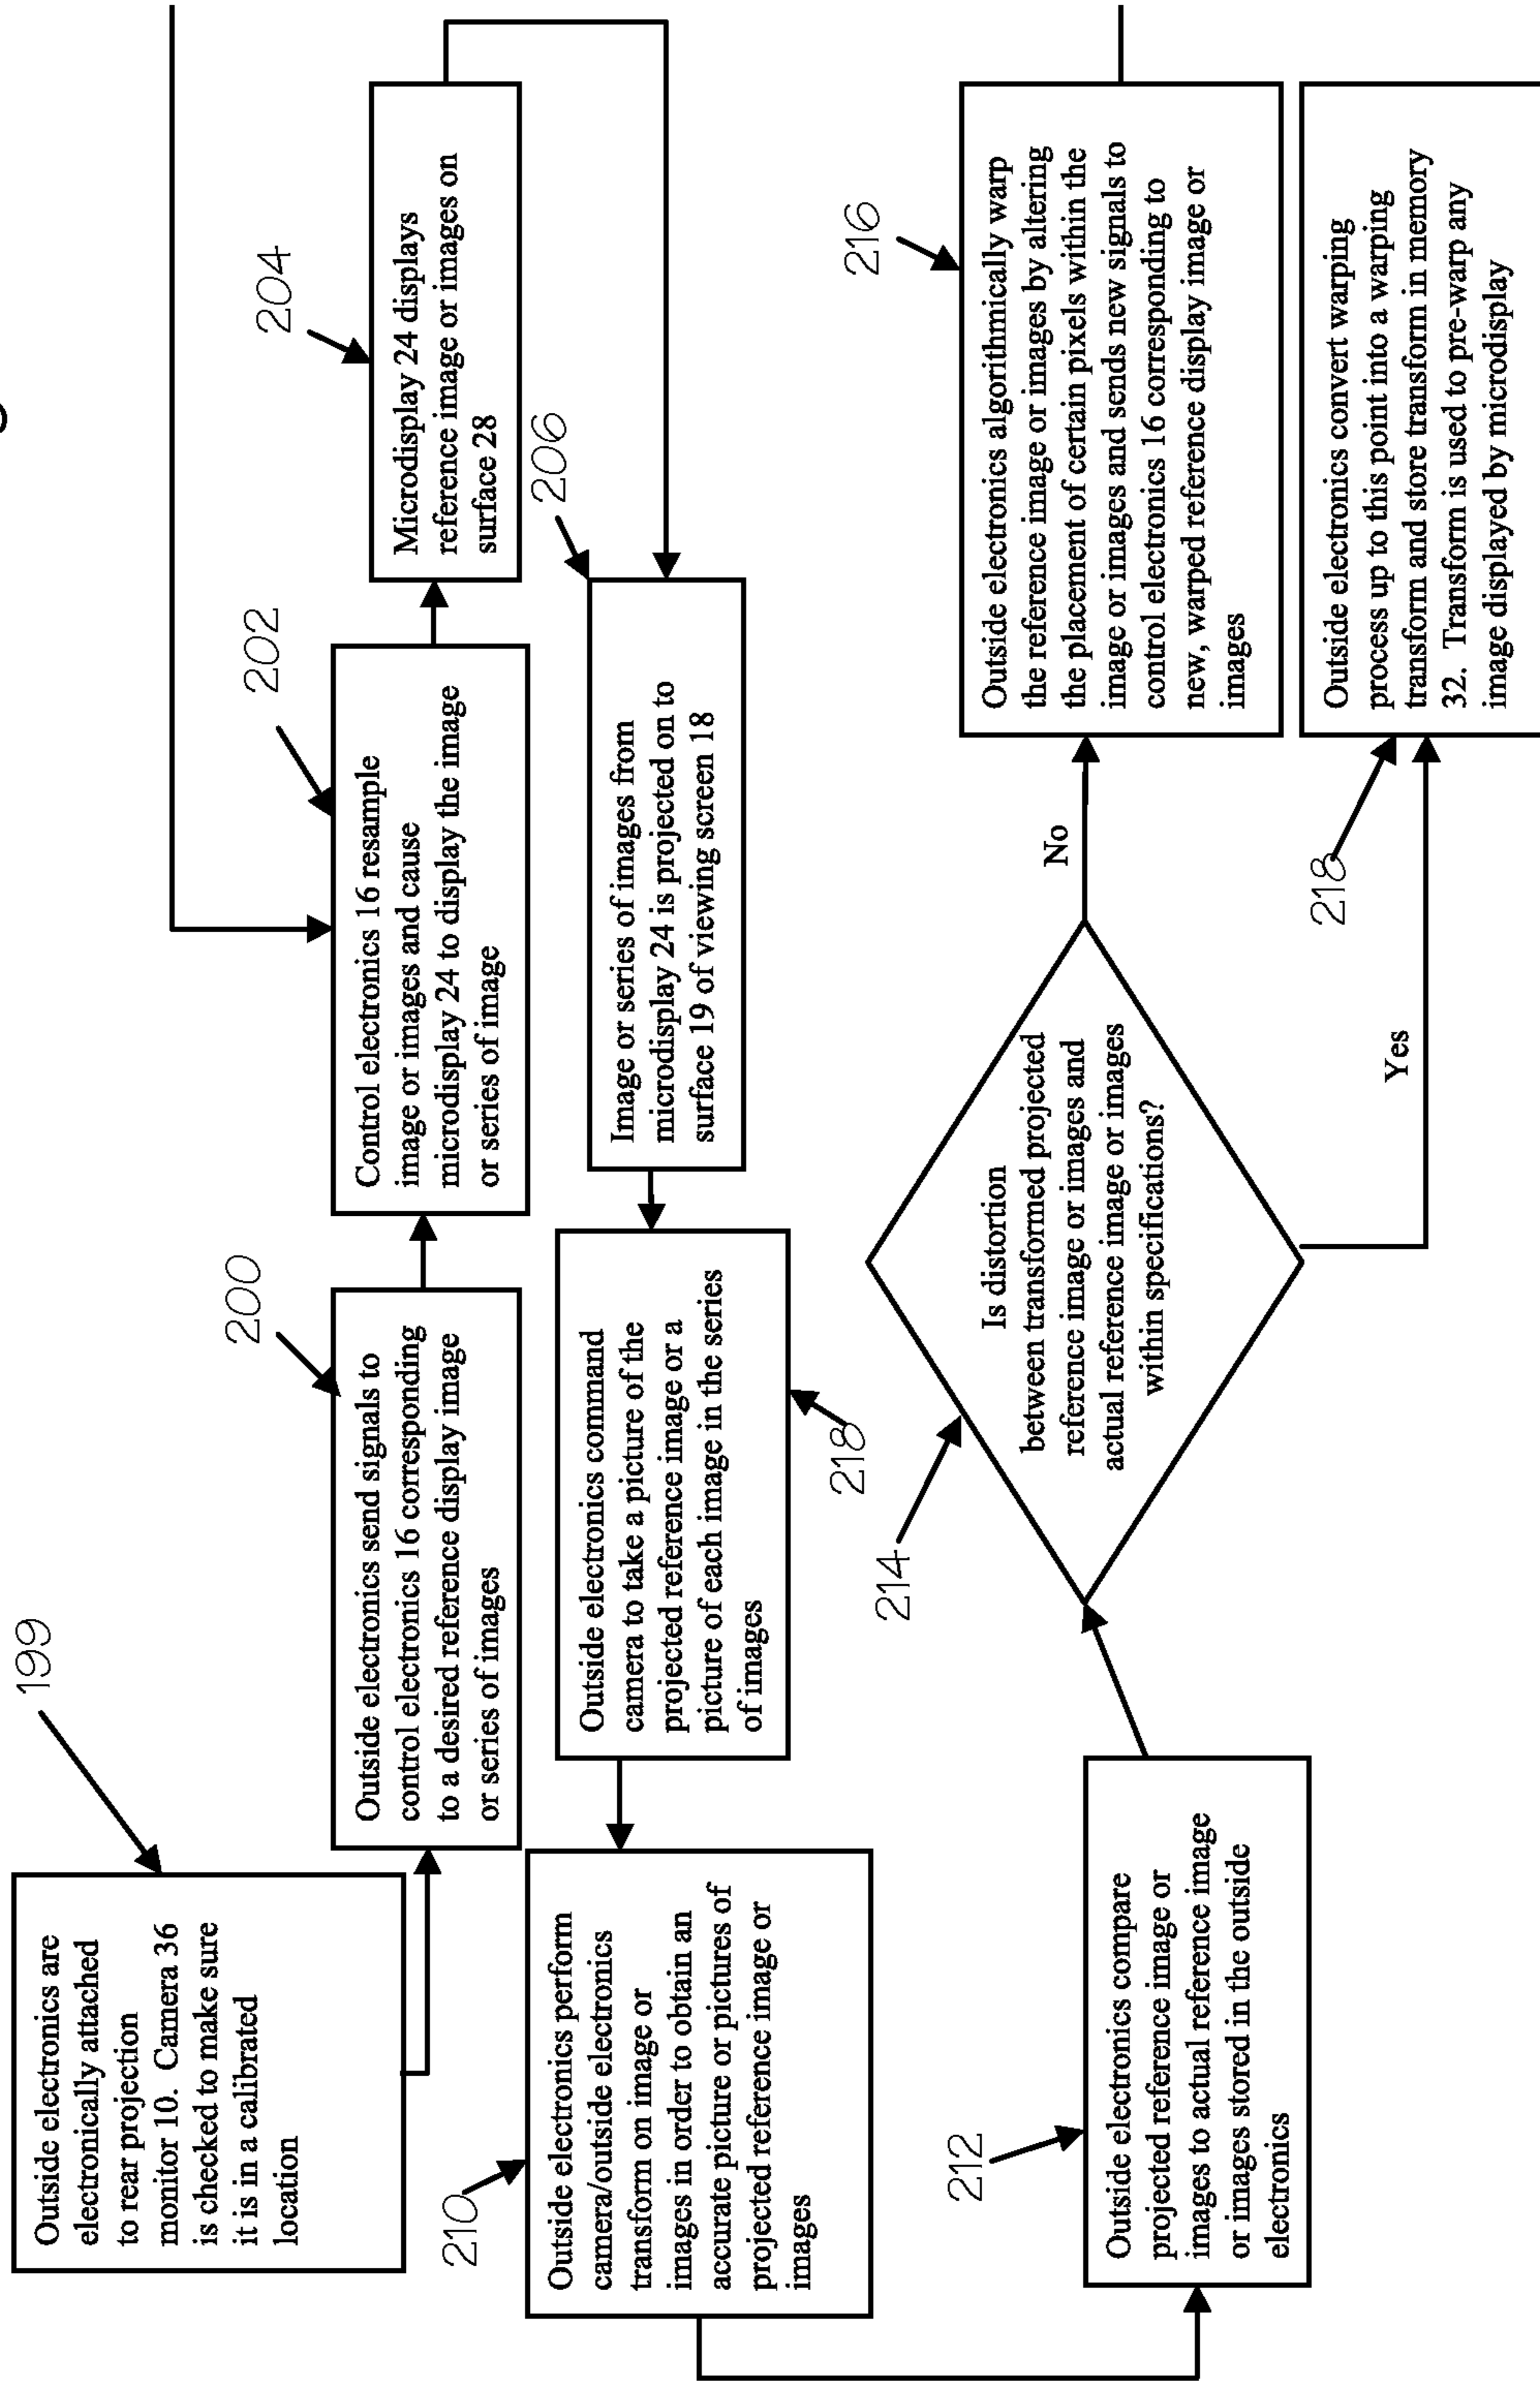 199
Outside electronics are
electronically attached
to rear projection
monitor 10. Camera 36
is checked to make sure
it is in a calibrated
location
200
Outside electronics send signals to
control electronics 16 corresponding
to a desired reference display image
or series of images
202
Control electronics 16 resample
image or images and cause
microdisplay 24 to display the image
or series of image
204
Microdisplay 24 displays
reference image or images on
surface 28
206
Image or series of images from
microdisplay 24 is projected on to
surface 19 of viewing screen 18
Outside electronics command
camera to take a picture of the
projected reference image or a
picture of each image in the series
of images
218
210
Outside electronics perform
camera/outside electronic
transform on image or
images in order to obtain an
accurate picture or pictures of
projected reference image or
images
212
Outside electronics compare
projected reference image or
images to actual reference image
or images stored in the outside
electronics
214
Is distortion
between transformed projected
reference image or images and
actual reference image or images
within specifications?
No
Yes
216
Outside electronics algorithmically warp
the reference image or images by altering
the placement of certain pixels within the
image or images and sends new signals to
control electronics 16 corresponding to
new, warped reference display image or
images
218
Outside electronics convert warping
process up to this point into a warping
transform and store transform in memory
32. Transform is used to pre-warp any
image displayed by microdisplay